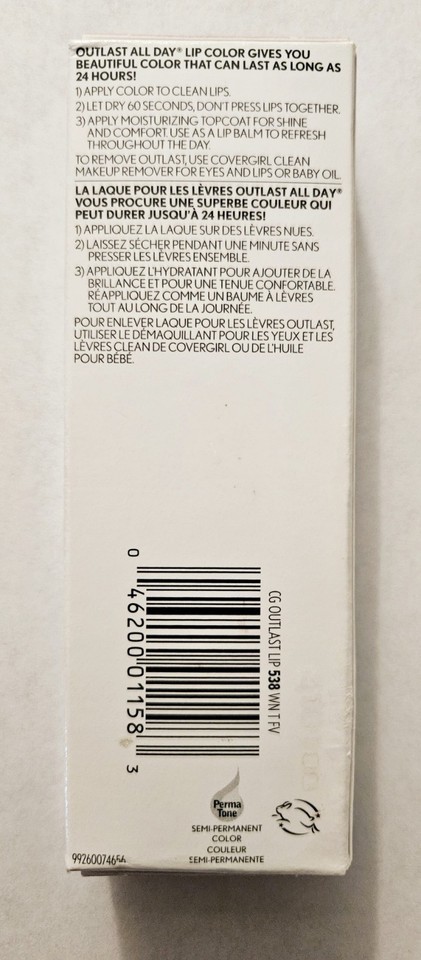 OUTLAST ALL DAY® LIP COLOR GIVES YOU
BEAUTIFUL COLOR THAT CAN LAST AS LONG AS
24 HOURS!
1) APPLY COLOR TO CLEAN LIPS.
2) LET DRY 60 SECONDS, DON'T PRESS LIPS TOGETHER.
3) APPLY MOISTURIZING TOPCOAT FOR SHINE
AND COMFORT. USE AS A LIP BALM TO REFRESH
THROUGHOUT THE DAY.
TO REMOVE OUTLAST, USE COVERGIRL CLEAN
MAKEUP REMOVER FOR EYES AND LIPS OR BABY OIL.
LA LAQUE POUR LES LÈVRES OUTLAST ALL DAY®
VOUS PROCURE UNE SUPERBE COULEUR QUI
PEUT DURER JUSQU'À 24 HEURES!
1) APPLIQUEZ LA LAQUE SUR DES LÈVRES NUES.
2) LAISSEZ SÉCHER PENDANT UNE MINUTE SANS
PRESSER LES LÈVRES ENSEMBLE.
3) APPLIQUEZ L'HYDRATANT POUR AJOUTER DE LA
BRILLANCE ET POUR UNE TENUE CONFORTABLE.
RÉAPPLIQUEZ COMME UN BAUME À LÈVRES
TOUT AU LONG DE LA JOURNÉE.
POUR ENLEVER LAQUE POUR LES LÈVRES OUTLAST,
UTILISER LE DÉMAQUILLANT POUR LES YEUX ET LES
LÈVRES CLEAN DE COVERGIRL OU DE L'HUILE
POUR BÉBÉ.
CG OUTLAST LIP 538 WN T FV
0 46200 01158 3
Perma
Tone
SEMI-PERMANENT
COLOR
COULEUR
SEMI-PERMANENTE